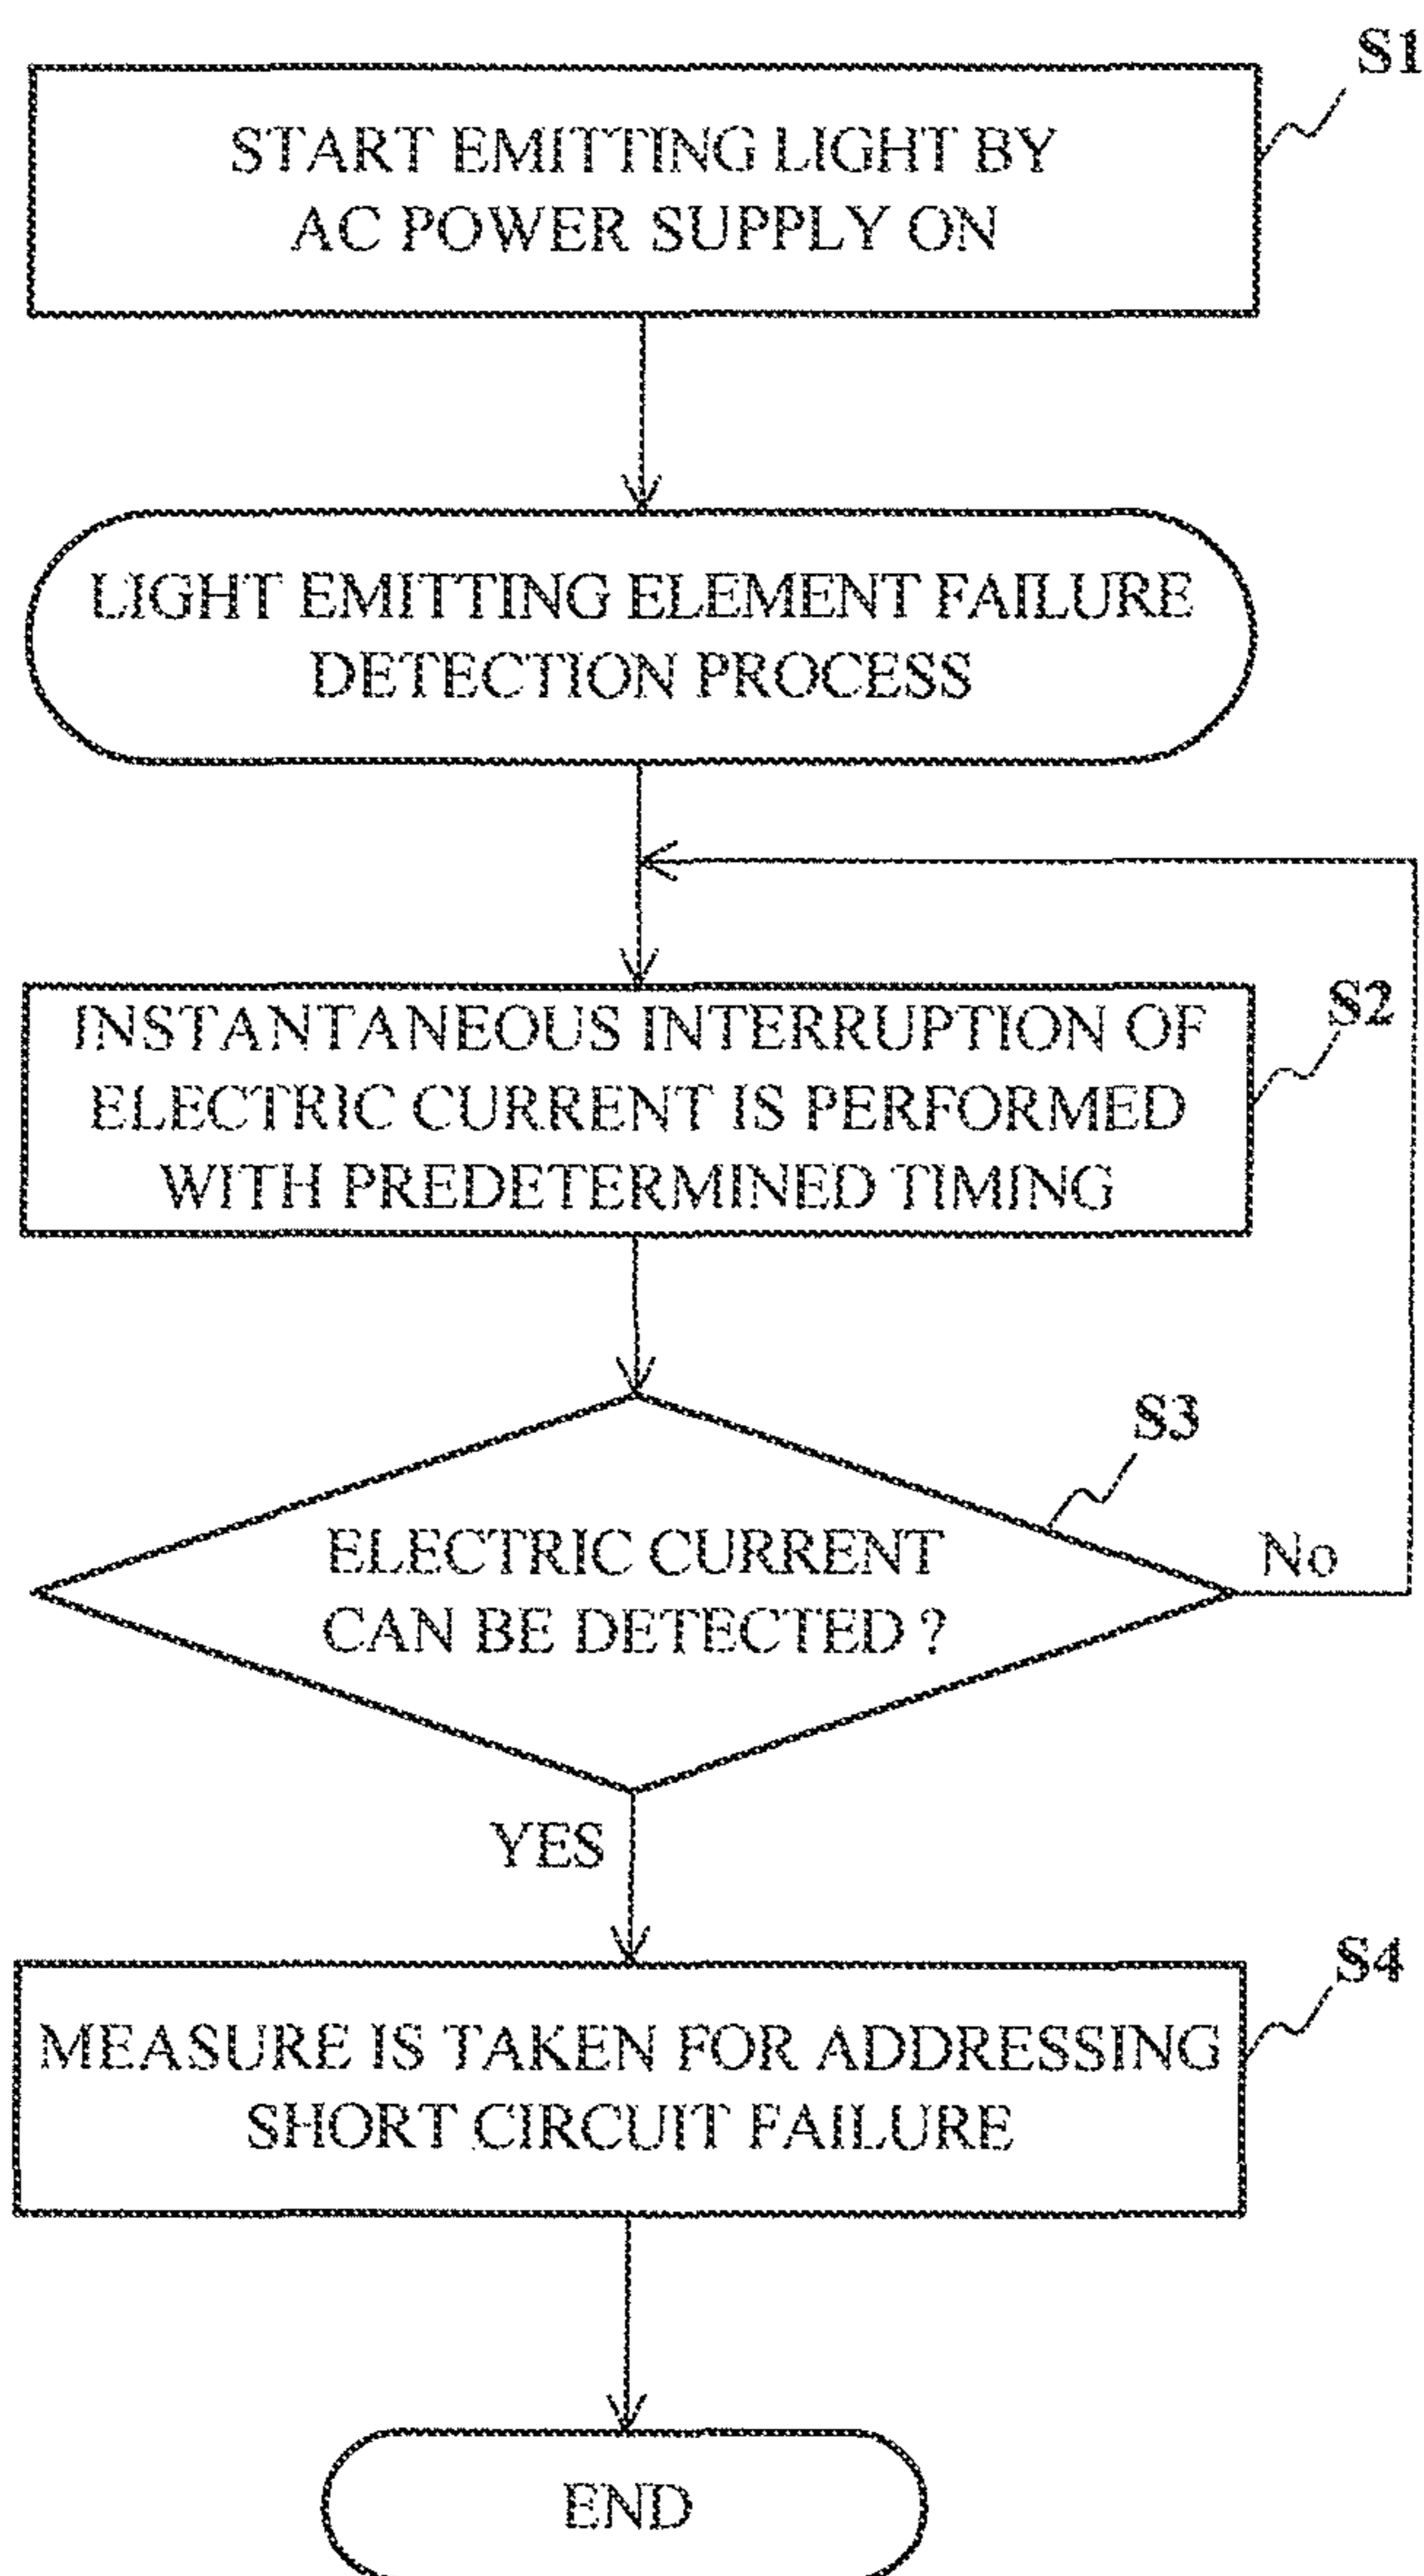 S1
START EMITTING LIGHT BY
AC POWER SUPPLY ON
LIGHT EMITTING ELEMENT FAILURE
DETECTION PROCESS
S2
INSTANTANEOUS INTERRUPTION OF
ELECTRIC CURRENT IS PERFORMED
WITH PREDETERMINED TIMING
S3
ELECTRIC CURRENT
CAN BE DETECTED ?
No
YES
S4
MEASURE IS TAKEN FOR ADDRESSING
SHORT CIRCUIT FAILURE
END